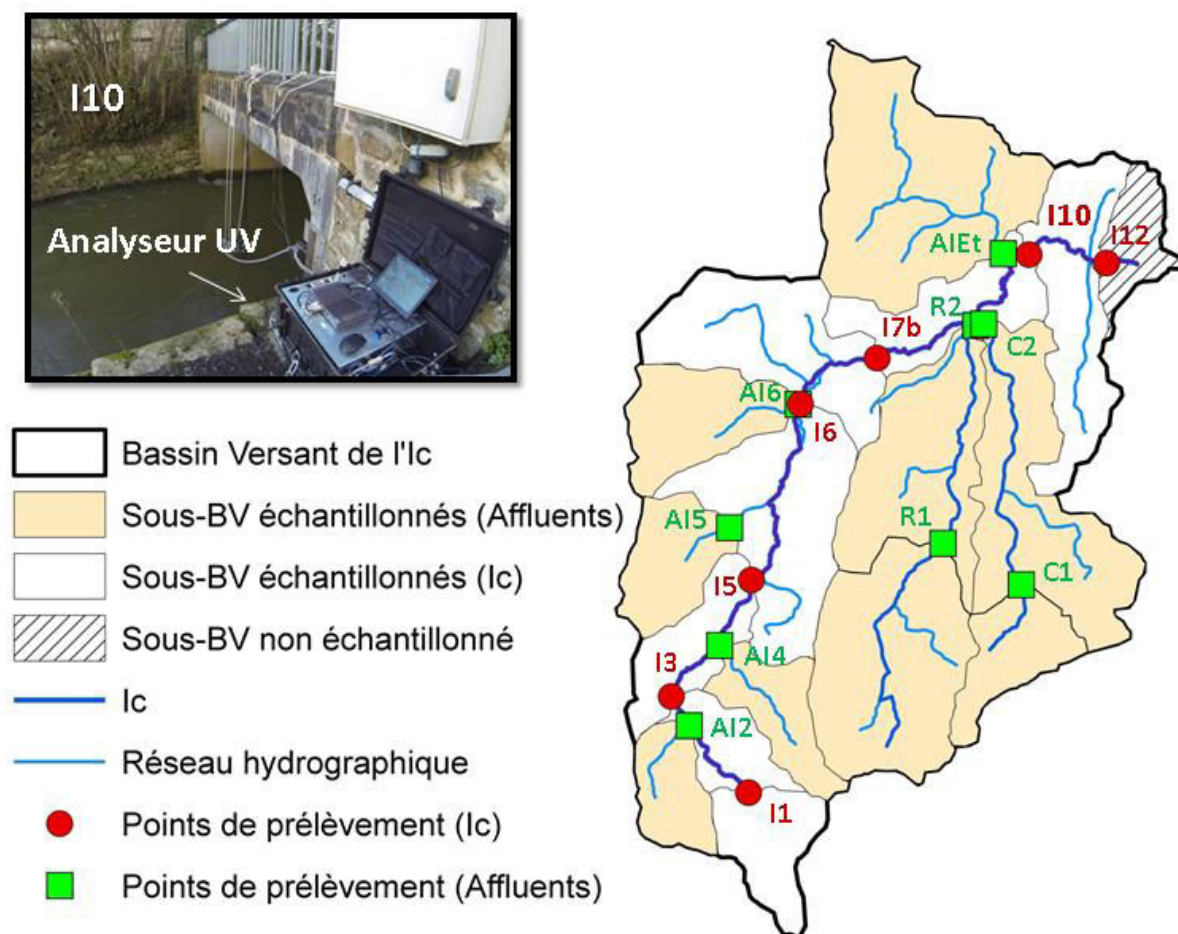 I10
Analyseur UV
Bassin Versant de l'Ic
Sous-BV échantillonnés (Affluents)
Sous-BV échantillonnés (Ic)
Sous-BV non échantillonné
Ic
Réseau hydrographique
Points de prélèvement (Ic)
Points de prélèvement (Affluents)
I10
AIEt
I12
R2
I7b
C2
AI6
I6
AI5
R1
I5
C1
I3
AI4
AI2
I1